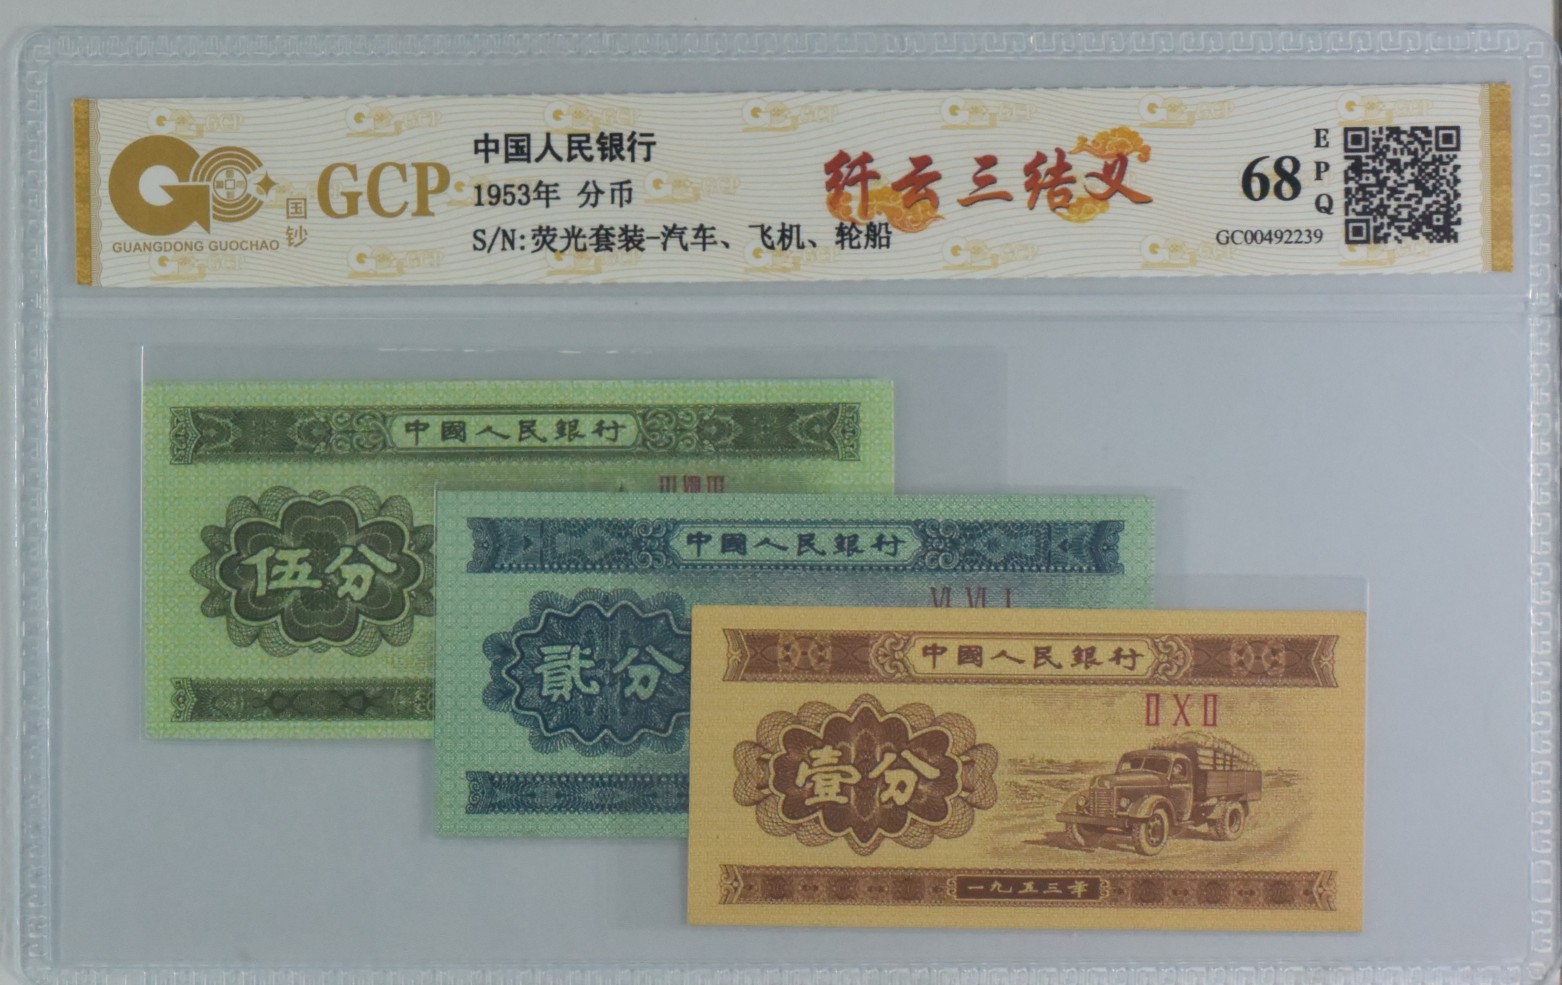 GCP
国钞
GUANGDONG GUOCHAO
中国人民银行
1953年 分币
S/N:荧光套装-汽车、飞机、轮船
纤云三结义
68
EPQ
GC00492239
中國人民銀行
伍分
中國人民銀行
VI VI I
貳分
中國人民銀行
II X II
壹分
一九五三年